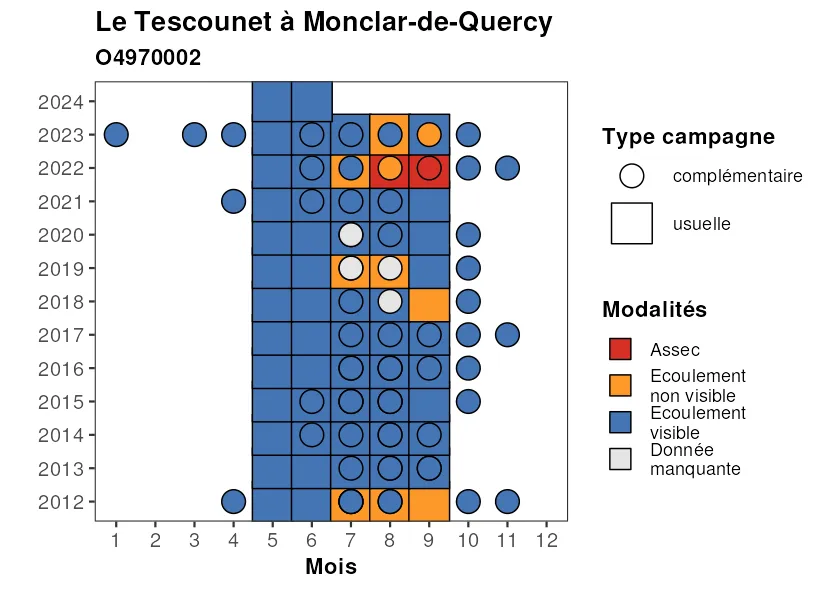 Le Tescounet à Monclar-de-Quercy
O4970002
2024
2023
2022
2021
2020
2019
2018
2017
2016
2015
2014
2013
2012
1 2 3 4 5 6 7 8 9 10 11 12
Mois
Type campagne
complémentaire
usuelle
Modalités
Assec
Ecoulement
non visible
Ecoulement
visible
Donnée
manquante